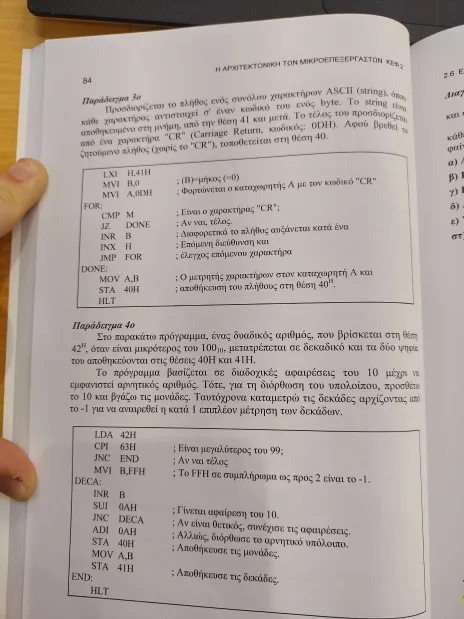 Η ΑΡΧΙΤΕΚΤΟΝΙΚΗ ΤΩΝ ΜΙΚΡΟΕΠΕΞΕΡΓΑΣΤΩΝ ΚΕΦ 2
84
Παράδειγμα 3ο
Προσδιορίζεται το πλήθος ενός συνόλου χαρακτήρων ASCII (string), όπου
κάθε χαρακτήρας αντιστοιχεί σ' έναν κωδικό του ενός byte. Το string είναι
αποθηκευμένο στη μνήμη, από την θέση 41 και μετά. Το τέλος του προσδιορίζεται
από ένα χαρακτήρα "CR" (Carriage Return, κωδικός: 0DH). Αφού βρεθεί το
ζητούμενο πλήθος (χωρίς το "CR"), τοποθετείται στη θέση 40.
LXI H,41H
MVI B,0 ; (B)=μήκος (=0)
MVI A,0DH ; Φορτώνεται ο καταχωρητής Α με τον κωδικό "CR"
FOR:
CMP M ; Είναι ο χαρακτήρας "CR";
JZ DONE ; Αν ναι, τέλος.
INR B ; Διαφορετικά το πλήθος αυξάνεται κατά ένα
INX H ; Επόμενη διεύθυνση και
JMP FOR ; έλεγχος επόμενου χαρακτήρα
DONE:
MOV A,B ; Ο μετρητής χαρακτήρων στον καταχωρητή Α και
STA 40H ; αποθήκευση του πλήθους στη θέση 40H.
HLT
Παράδειγμα 4ο
Στο παρακάτω πρόγραμμα, ένας δυαδικός αριθμός, που βρίσκεται στη θέση
42H, όταν είναι μικρότερος του 10010, μετατρέπεται σε δεκαδικό και τα δύο ψηφία
του αποθηκεύονται στις θέσεις 40H και 41H.
Το πρόγραμμα βασίζεται σε διαδοχικές αφαιρέσεις του 10 μέχρι να
εμφανιστεί αρνητικός αριθμός. Τότε, για τη διόρθωση του υπολοίπου, προσθέτω
το 10 και βγάζω τις μονάδες. Ταυτόχρονα καταμετρώ τις δεκάδες αρχίζοντας από
το -1 για να αναιρεθεί η κατά 1 επιπλέον μέτρηση των δεκάδων.
LDA 42H
CPI 63H ; Είναι μεγαλύτερος του 99;
JNC END ; Αν ναι τέλος
MVI B,FFH ; Το FFH σε συμπλήρωμα ως προς 2 είναι το -1.
DECA:
INR B
SUI 0AH ; Γίνεται αφαίρεση του 10.
JNC DECA ; Αν είναι θετικός, συνέχισε τις αφαιρέσεις.
ADI 0AH ; Αλλιώς, διόρθωσε το αρνητικό υπόλοιπο.
STA 40H ; Αποθήκευσε τις μονάδες.
MOV A,B
STA 41H ; Αποθήκευσε τις δεκάδες.
END:
HLT
2.6
και
α)
β)
γ)
δ)
ε)
στ)